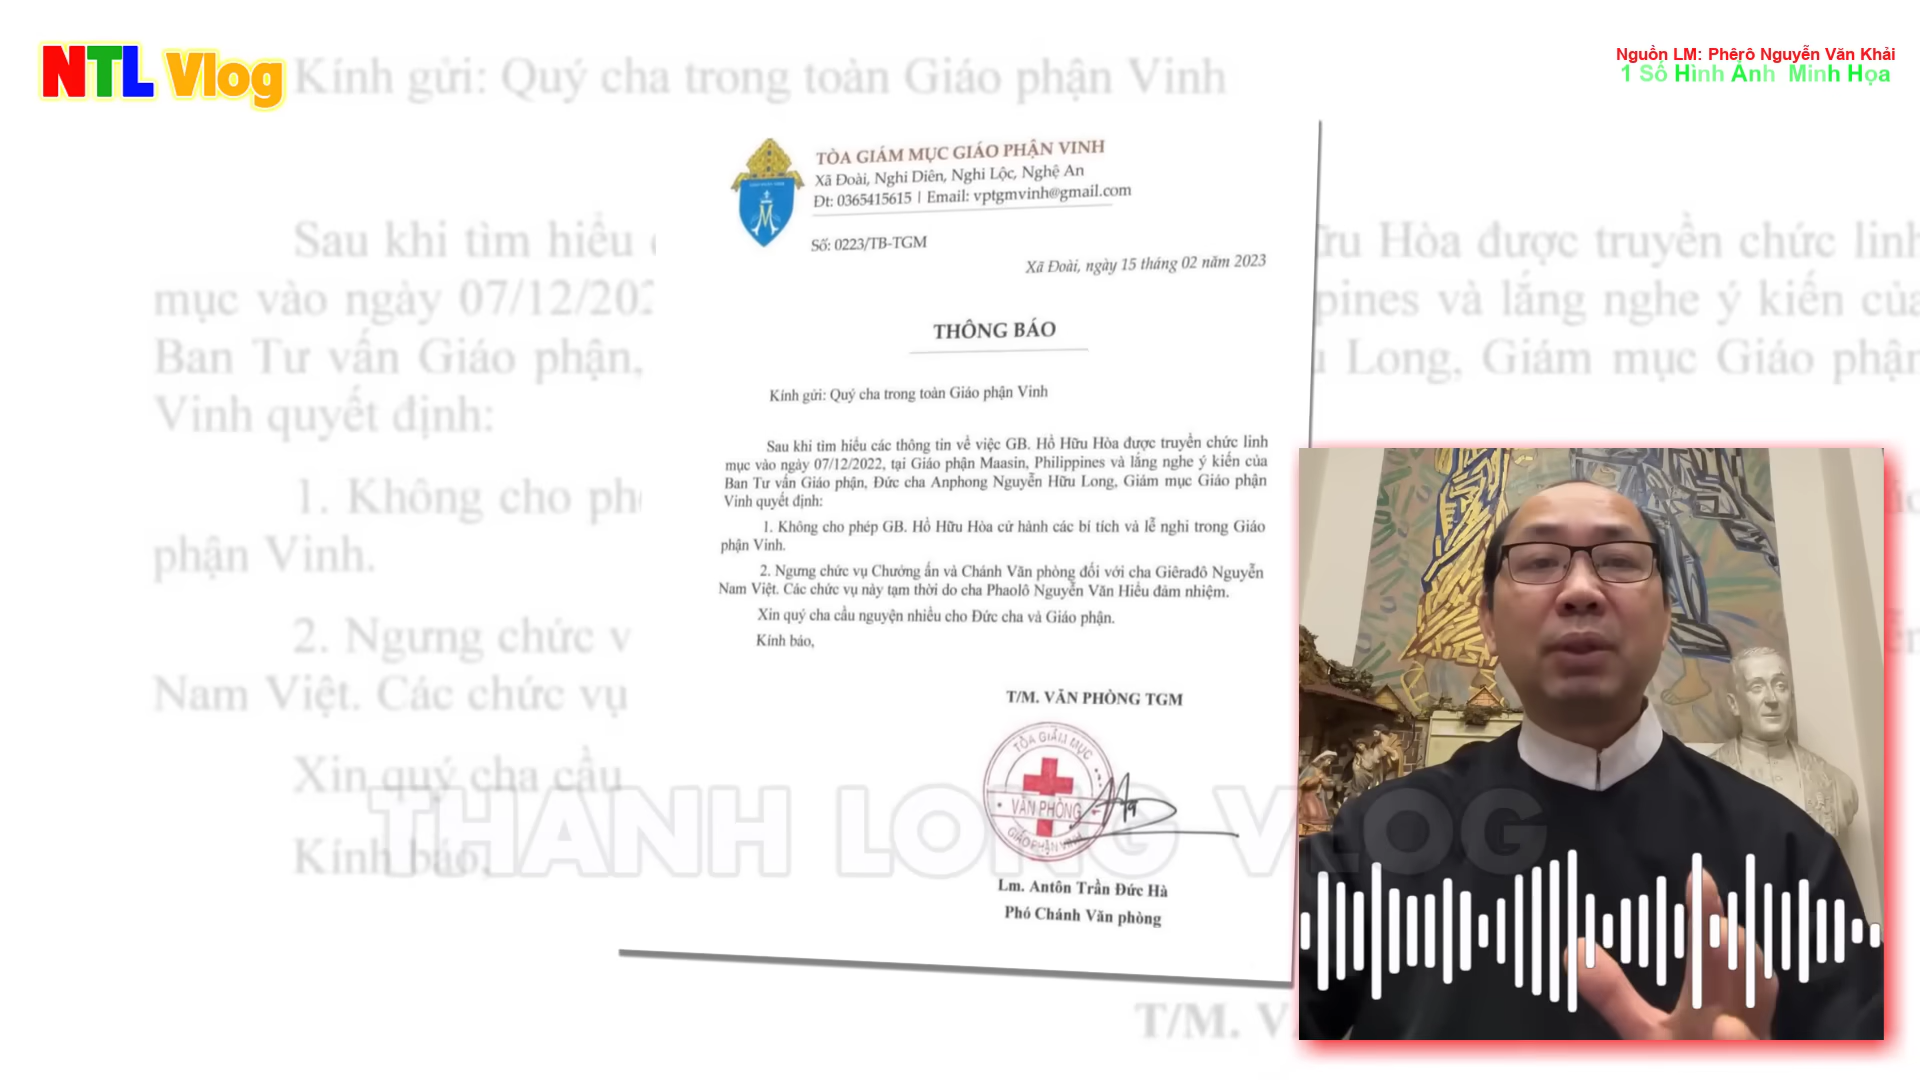 NTL Vlog
Nguồn LM: Phêrô Nguyễn Văn Khải
1 Số Hình Ảnh Minh Họa
Kính gửi: Quý cha trong toàn Giáo phận Vinh
TÒA GIÁM MỤC GIÁO PHẬN VINH
Xã Đoài, Nghi Diên, Nghi Lộc, Nghệ An
Đt: 0365415615 | Email: vptgmvinh@gmail.com
Số: 0223/TB-TGM
Xã Đoài, ngày 15 tháng 02 năm 2023
THÔNG BÁO
Kính gửi: Quý cha trong toàn Giáo phận Vinh
Sau khi tìm hiểu các thông tin về việc GB. Hồ Hữu Hòa được truyền chức linh
mục vào ngày 07/12/2022, tại Giáo phận Maasin, Philippines và lắng nghe ý kiến của
Ban Tư vấn Giáo phận, Đức cha Anphong Nguyễn Hữu Long, Giám mục Giáo phận
Vinh quyết định:
1. Không cho phép GB. Hồ Hữu Hòa cử hành các bí tích và lễ nghi trong Giáo
phận Vinh.
2. Ngưng chức vụ Chưởng ấn và Chánh Văn phòng đối với cha Giêrađô Nguyễn
Nam Việt. Các chức vụ này tạm thời do cha Phaolô Nguyễn Văn Hiểu đảm nhiệm.
Xin quý cha cầu nguyện nhiều cho Đức cha và Giáo phận.
Kính báo,
T/M. VĂN PHÒNG TGM
TÒA GIÁM MỤC
VĂN PHÒNG
GIÁO PHẬN VINH
Lm. Antôn Trần Đức Hà
Phó Chánh Văn phòng
Sau khi tìm hiểu
Hòa được truyền chức linh
mục vào ngày 07/12/202
và lắng nghe ý kiến của
Ban Tư vấn Giáo phận,
Long, Giám mục Giáo phận
Vinh quyết định:
1. Không cho
phận Vinh.
2. Ngưng chức
Nam Việt. Các chức vụ
Xin quý cha cầu
Kính báo,
T/M.
THANH LONG VLOG